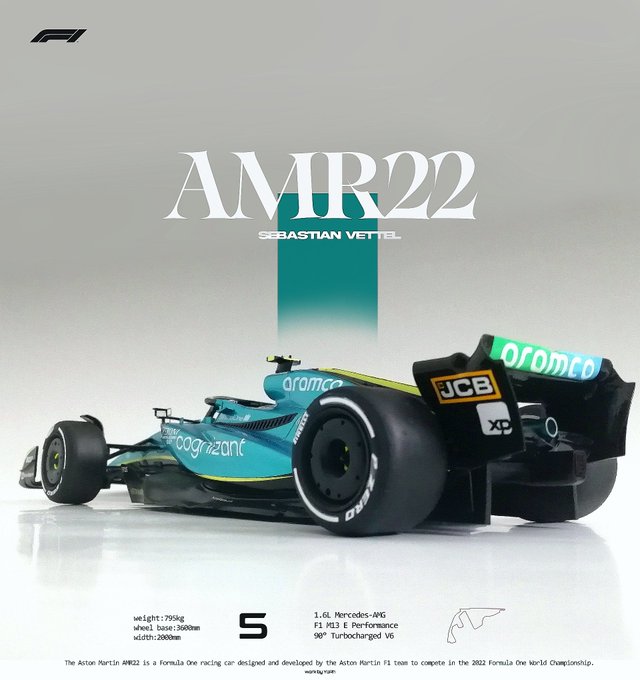 AMR22
SEBASTIAN VETTEL
aramco
aramco
JCB
XP
cognizant
PIRELLI
P ZERO
weight:795kg
wheel base:3600mm
width:2000mm
5
1.6L Mercedes-AMG
F1 M13 E Performance
90° Turbocharged V6
The Aston Martin AMR22 is a Formula One racing car designed and developed by the Aston Martin F1 team to compete in the 2022 Formula One World Championship.
work by